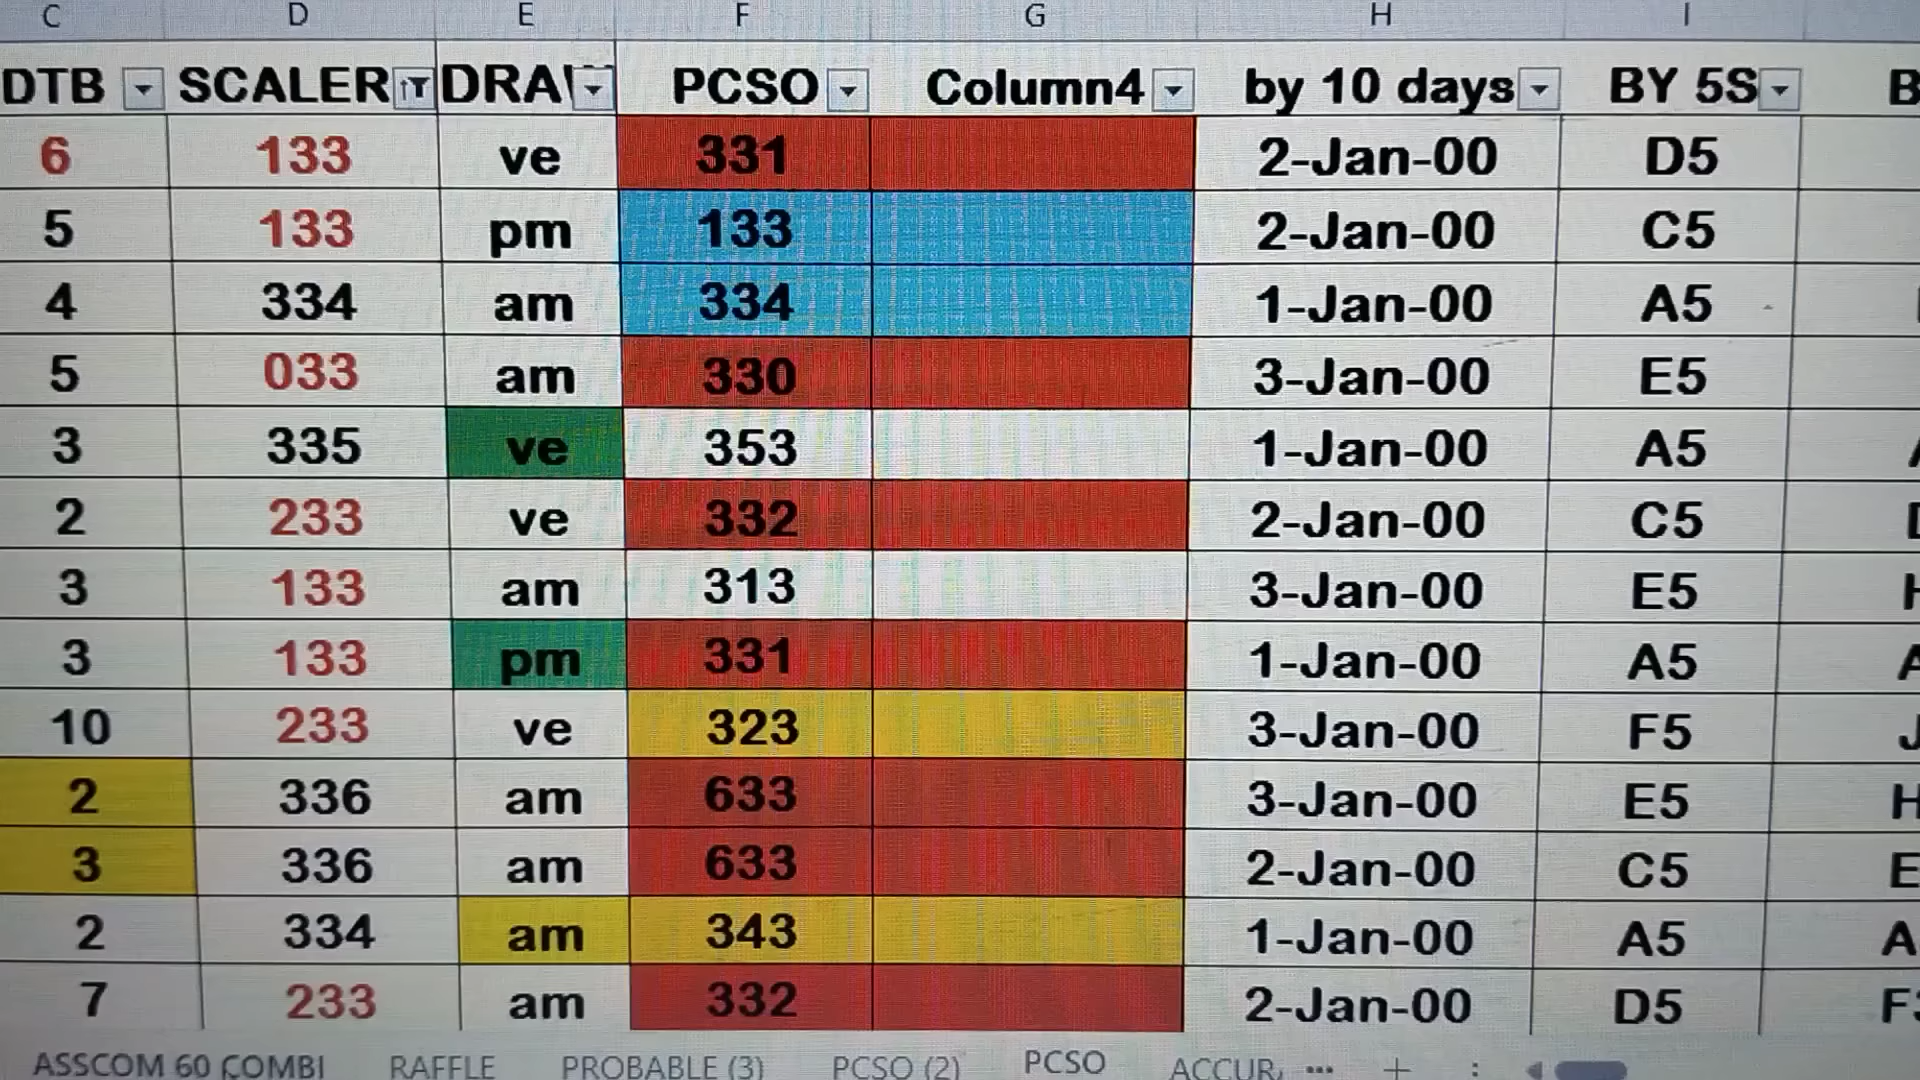 C D E F G H I
DTB SCALER DRA PCSO Column4 by 10 days BY 5S B
6 133 ve 331 2-Jan-00 D5
5 133 pm 133 2-Jan-00 C5
4 334 am 334 1-Jan-00 A5
5 033 am 330 3-Jan-00 E5
3 335 ve 353 1-Jan-00 A5
2 233 ve 332 2-Jan-00 C5
3 133 am 313 3-Jan-00 E5
3 133 pm 331 1-Jan-00 A5
10 233 ve 323 3-Jan-00 F5
2 336 am 633 3-Jan-00 E5
3 336 am 633 2-Jan-00 C5 E
2 334 am 343 1-Jan-00 A5 A
7 233 am 332 2-Jan-00 D5 F
ASSCOM 60 COMBI RAFFLE PROBABLE (3) PCSO (2) PCSO ACCUR ... + :